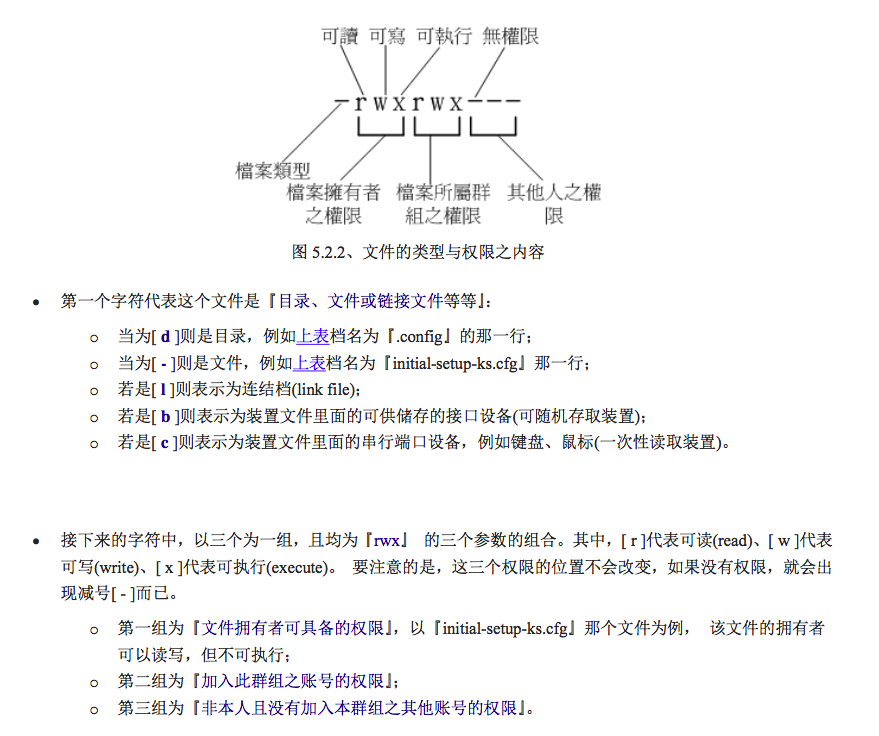 可讀 可寫 可執行 無權限
-rwxrwx---
檔案類型
檔案擁有者
之權限
檔案所屬群
組之權限
其他人之權
限
图 5.2.2、文件的类型与权限之内容
• 第一个字符代表这个文件是『目录、文件或链接文件等等』：
o 当为[ d ]则是目录，例如上表档名为『.config』的那一行；
o 当为[ - ]则是文件，例如上表档名为『initial-setup-ks.cfg』那一行；
o 若是[ l ]则表示为连结档(link file)；
o 若是[ b ]则表示为装置文件里面的可供储存的接口设备(可随机存取装置)；
o 若是[ c ]则表示为装置文件里面的串行端口设备，例如键盘、鼠标(一次性读取装置)。
• 接下来的字符中，以三个为一组，且均为『rwx』 的三个参数的组合。其中，[ r ]代表可读(read)、[ w ]代表
可写(write)、[ x ]代表可执行(execute)。 要注意的是，这三个权限的位置不会改变，如果没有权限，就会出
现减号[ - ]而已。
o 第一组为『文件拥有者可具备的权限』，以『initial-setup-ks.cfg』那个文件为例， 该文件的拥有者
可以读写，但不可执行；
o 第二组为『加入此群组之账号的权限』；
o 第三组为『非本人且没有加入本群组之其他账号的权限』。